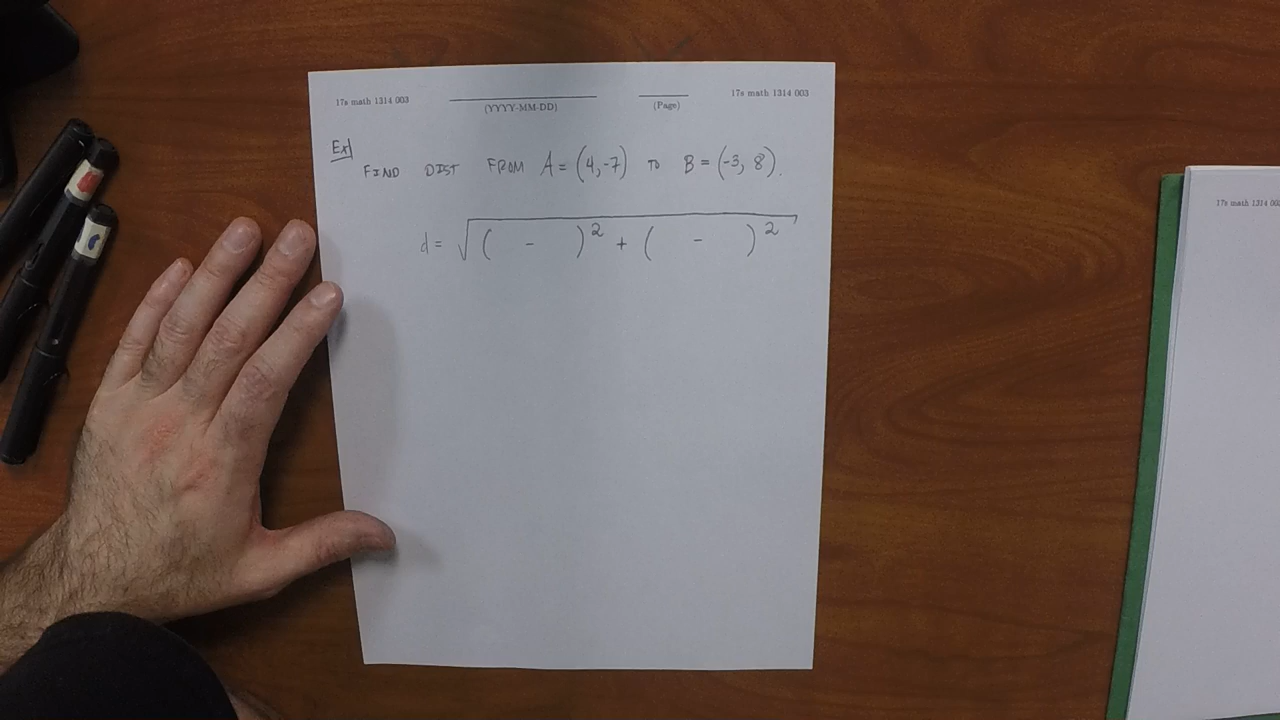 17s math 1314 003 (YYYY-MM-DD) (Page) 17s math 1314 003
Ex
FIND DIST FROM A = (4,-7) TO B = (-3, 8).
d = √( - )² + ( - )²
17s math 1314 00